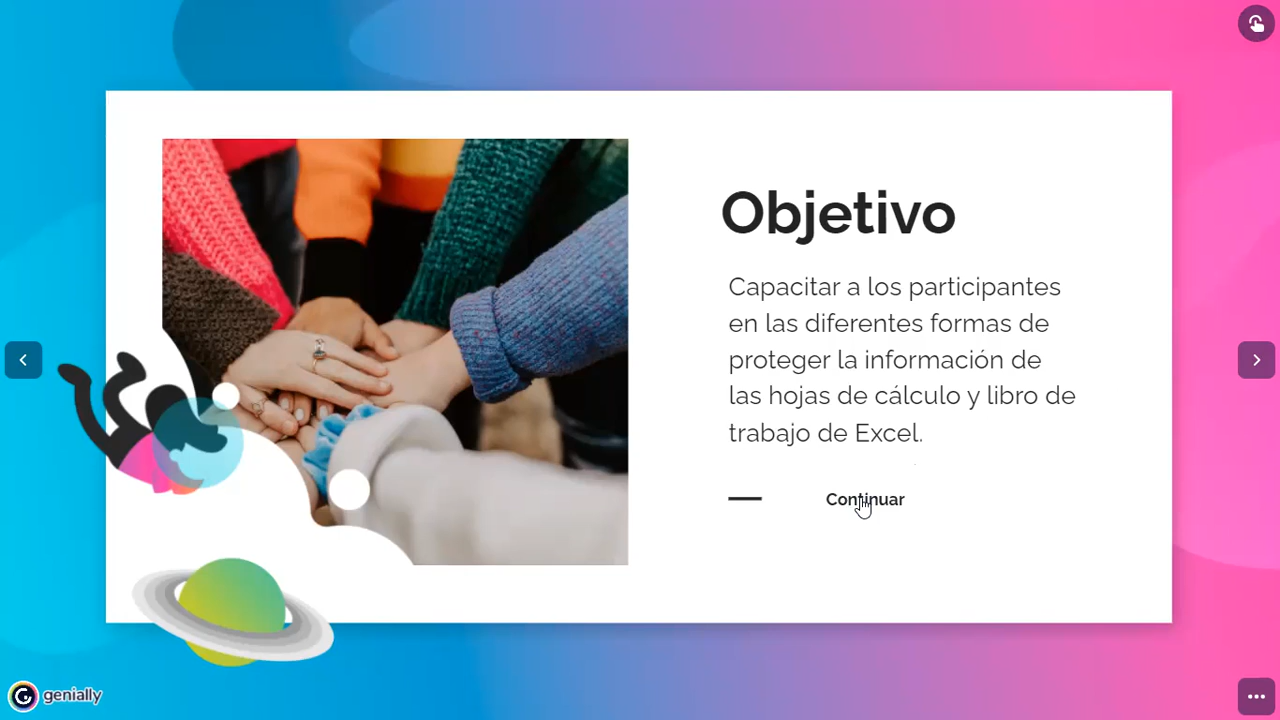 Objetivo
Capacitar a los participantes
en las diferentes formas de
proteger la información de
las hojas de cálculo y libro de
trabajo de Excel.
Continuar
genially